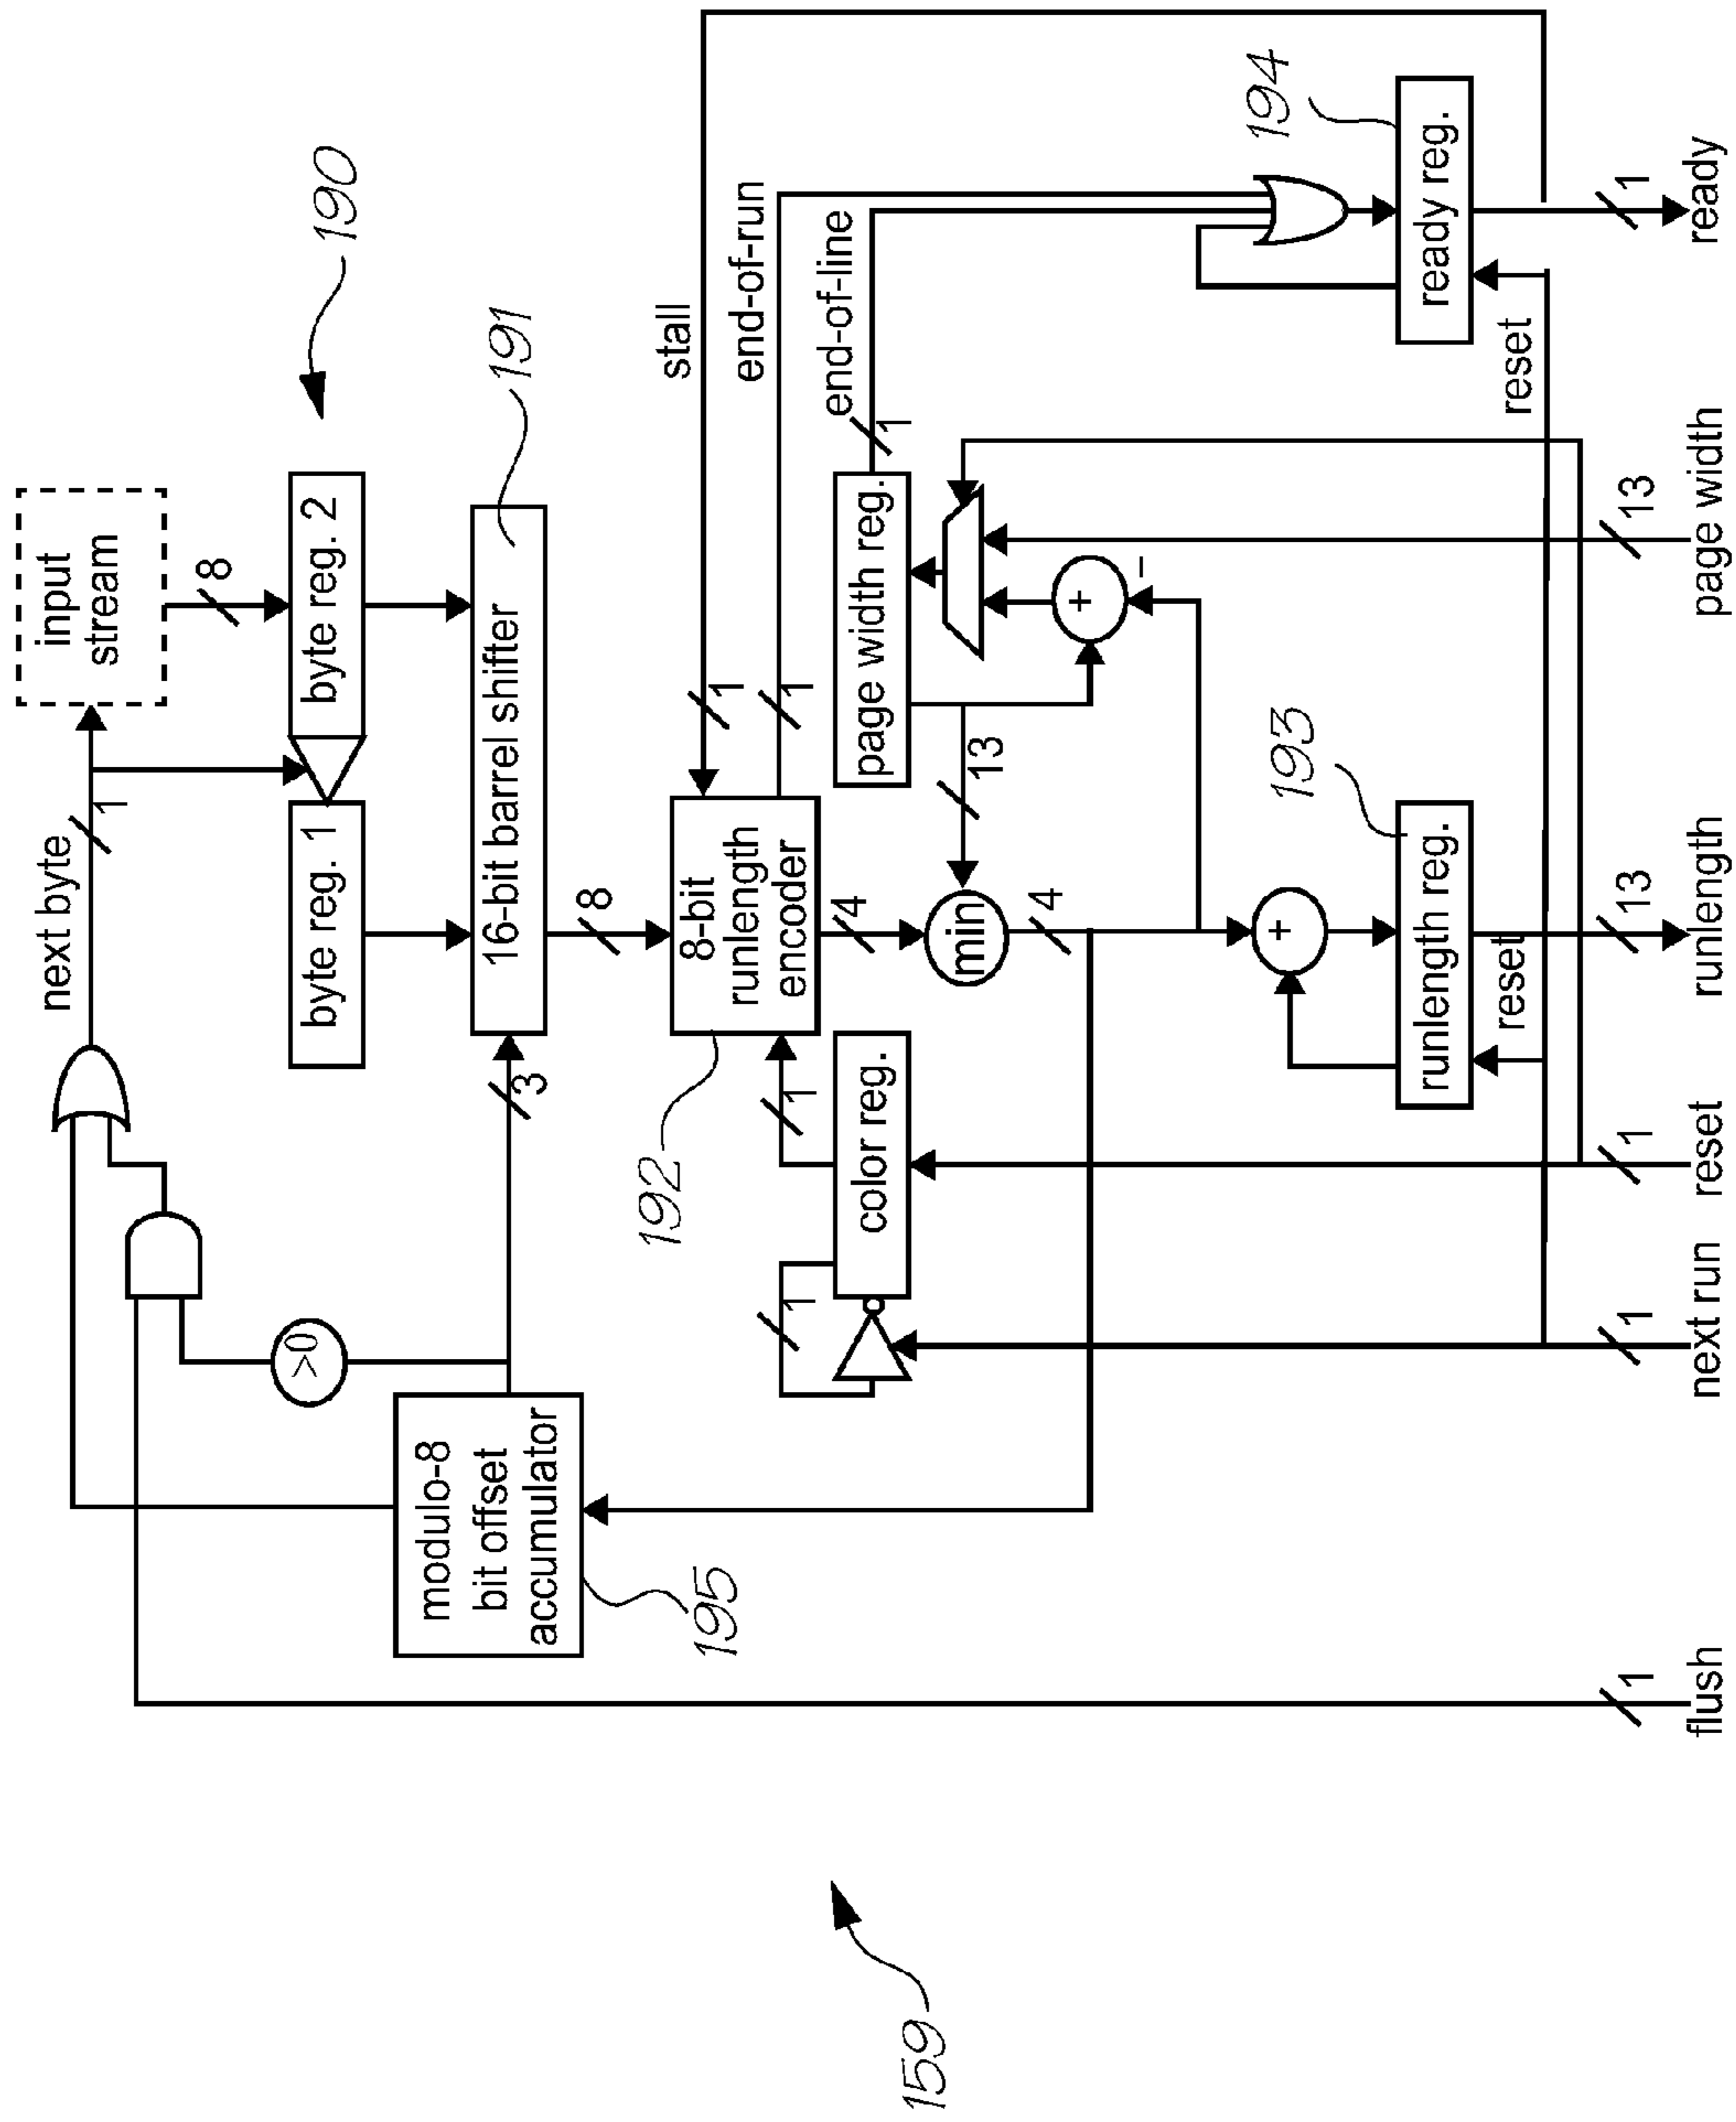 input
stream
8
next byte
1
190
byte reg. 1
byte reg. 2
>0
modulo-8
bit offset
accumulator
195
3
16-bit barrel shifter
191
8
stall
1
end-of-run
1
end-of-line
1
8-bit
runlength
encoder
192
4
color reg.
1
1
page width reg.
13
min
4
+
−
+
runlength reg.
193
reset
ready reg.
194
reset
1
flush
1
next run
1
reset
13
runlength
13
page width
1
ready
159